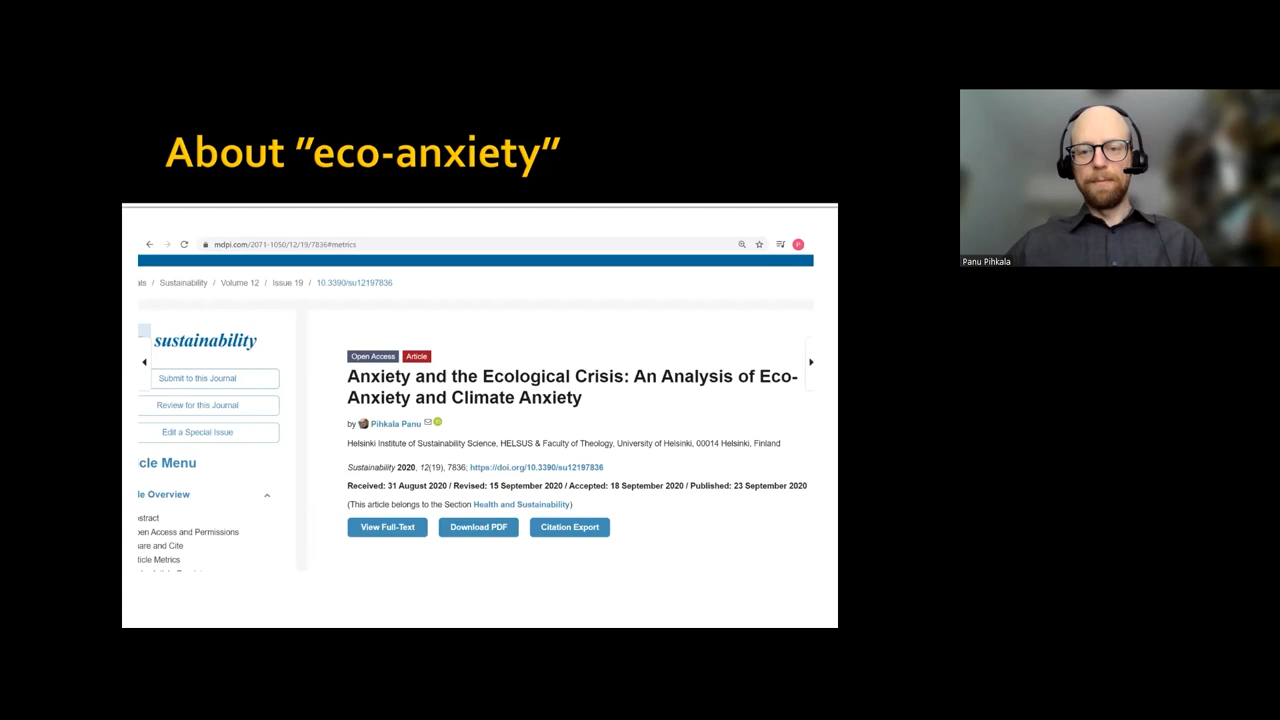 About ”eco-anxiety”
Panu Pihkala
mdpi.com/2071-1050/12/19/7836#metrics
P
als / Sustainability / Volume 12 / Issue 19 / 10.3390/su12197836
sustainability
Submit to this Journal
Review for this Journal
Edit a Special Issue
cle Menu
le Overview
stract
pen Access and Permissions
are and Cite
ticle Metrics
Open Access Article
Anxiety and the Ecological Crisis: An Analysis of Eco-
Anxiety and Climate Anxiety
by Pihkala Panu
Helsinki Institute of Sustainability Science, HELSUS & Faculty of Theology, University of Helsinki, 00014 Helsinki, Finland
Sustainability 2020, 12(19), 7836; https://doi.org/10.3390/su12197836
Received: 31 August 2020 / Revised: 15 September 2020 / Accepted: 18 September 2020 / Published: 23 September 2020
(This article belongs to the Section Health and Sustainability)
View Full-Text Download PDF Citation Export